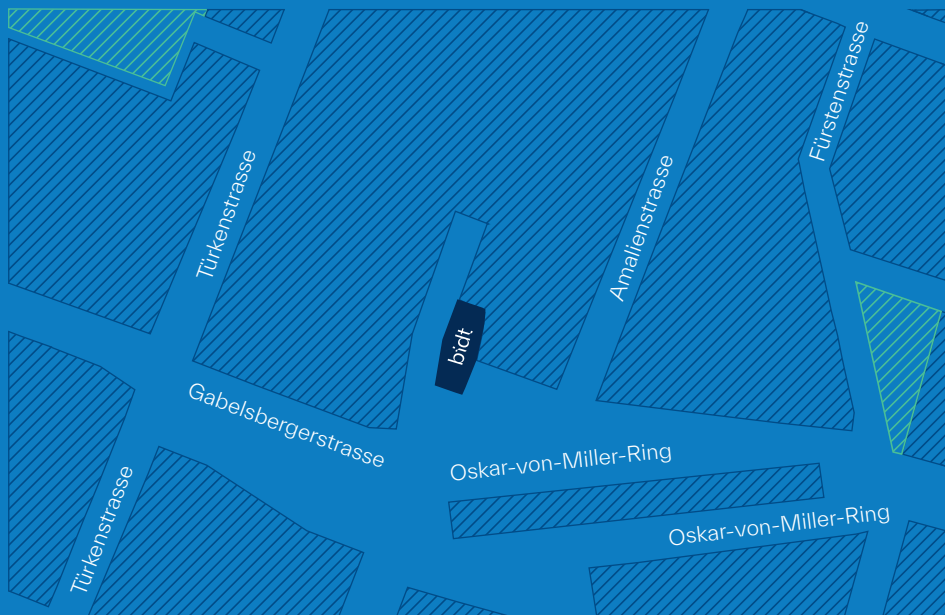 Fürstenstrasse
Türkenstrasse
Amalienstrasse
bidt
Gabelsbergerstrasse
Oskar-von-Miller-Ring
Türkenstrasse
Oskar-von-Miller-Ring